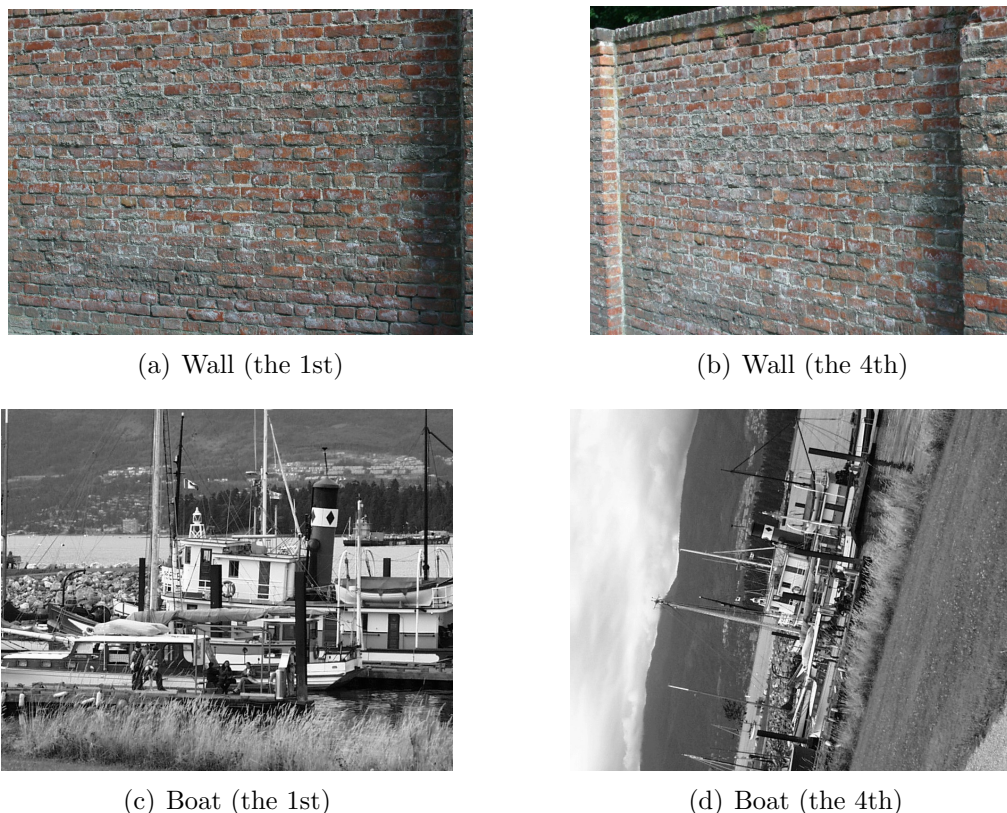 (a) Wall (the 1st)
(b) Wall (the 4th)
(c) Boat (the 1st)
(d) Boat (the 4th)